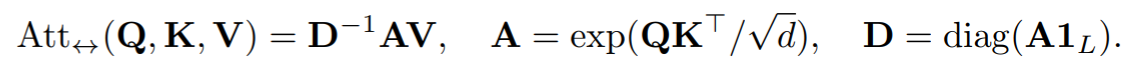 Att↔(Q, K, V) = D⁻¹AV, A = exp(QK⊤/√d), D = diag(A1_L).